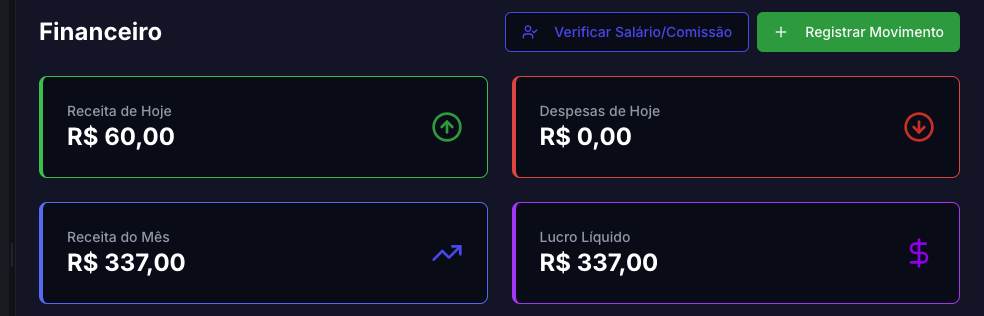 Financeiro
Verificar Salário/Comissão
Registrar Movimento
Receita de Hoje
R$ 60,00
Despesas de Hoje
R$ 0,00
Receita do Mês
R$ 337,00
Lucro Líquido
R$ 337,00